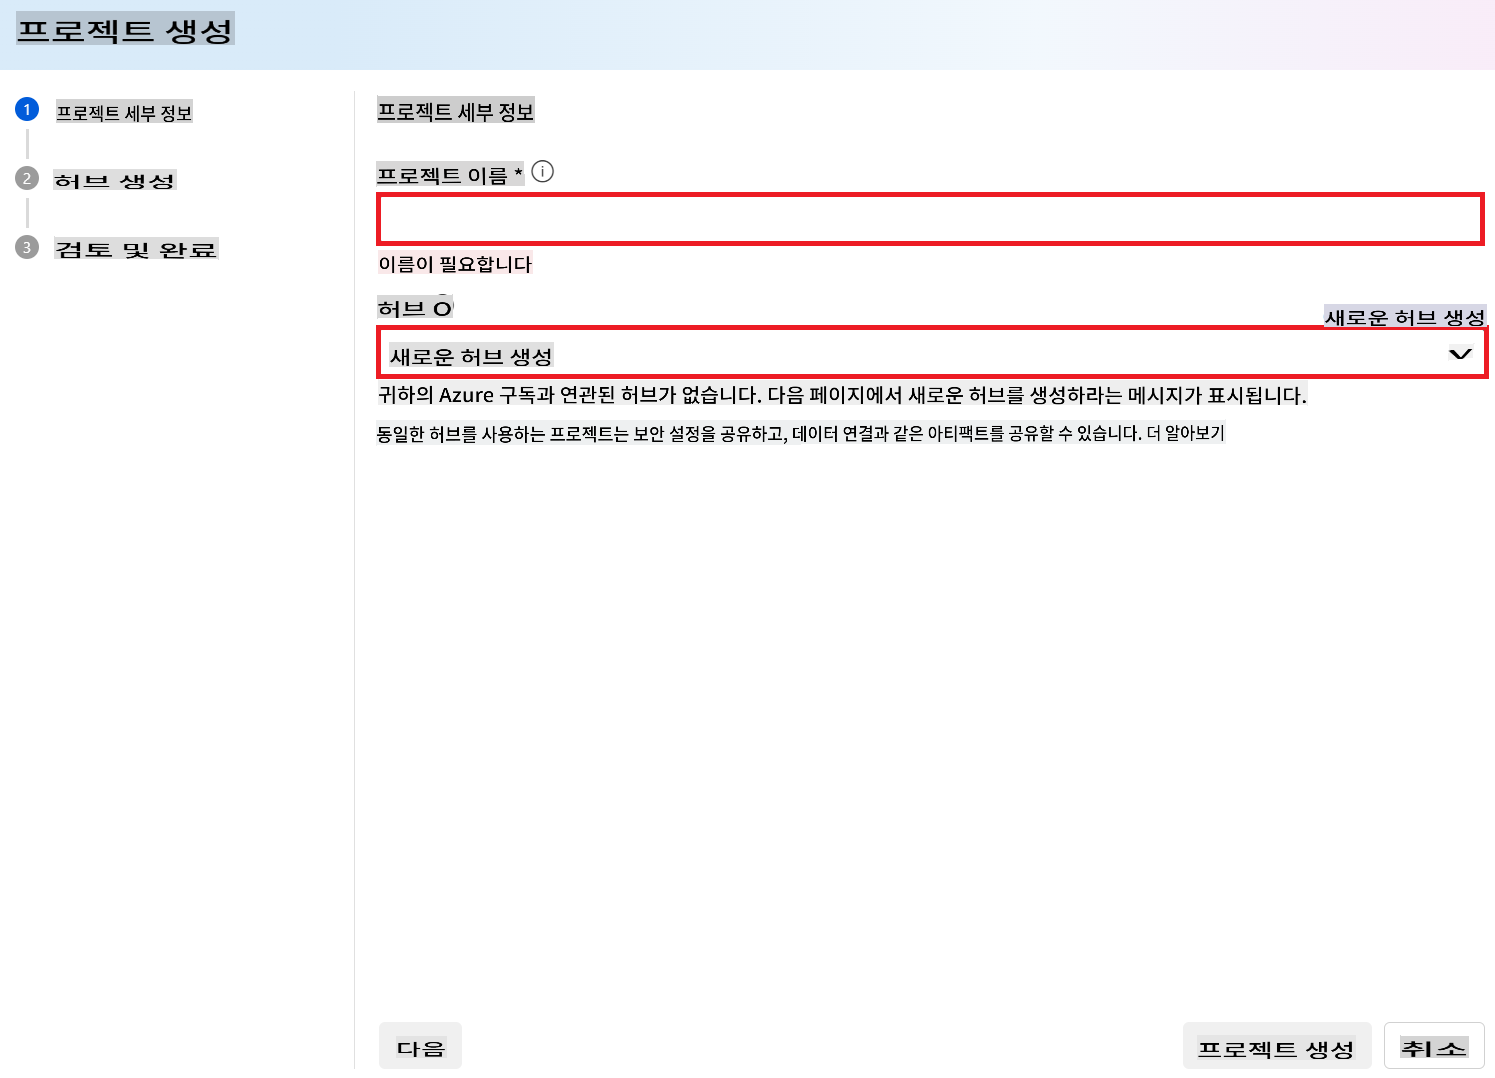 프로젝트 생성
1 프로젝트 세부 정보
2 허브 생성
3 검토 및 완료
프로젝트 세부 정보
프로젝트 이름 *
이름이 필요합니다
허브 O
새로운 허브 생성
새로운 허브 생성
귀하의 Azure 구독과 연관된 허브가 없습니다. 다음 페이지에서 새로운 허브를 생성하라는 메시지가 표시됩니다.
동일한 허브를 사용하는 프로젝트는 보안 설정을 공유하고, 데이터 연결과 같은 아티팩트를 공유할 수 있습니다. 더 알아보기
다음
프로젝트 생성
취소